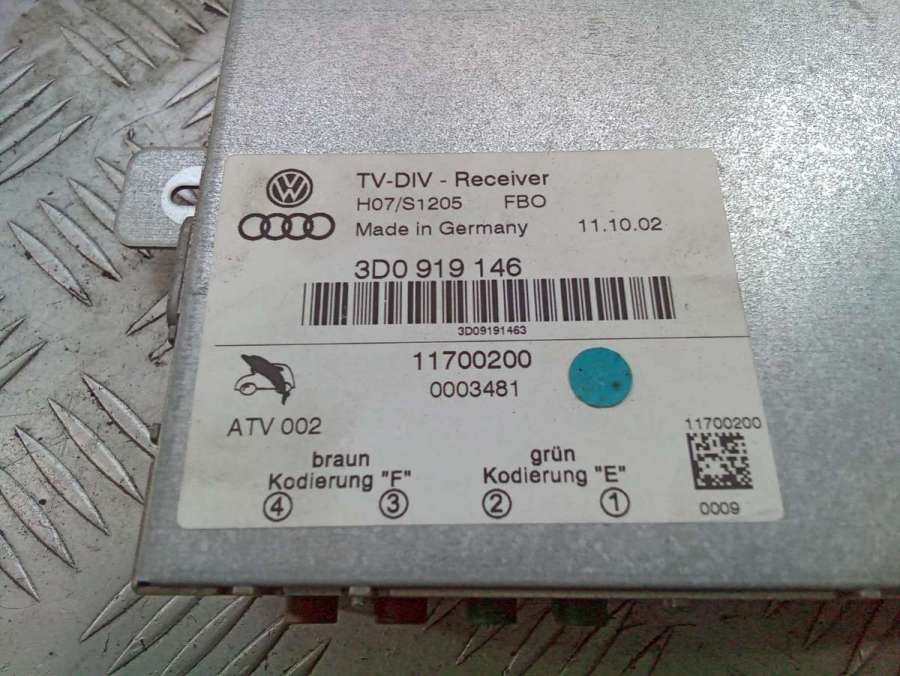 TV-DIV - Receiver
H07/S1205 FBO
Made in Germany 11.10.02
3D0 919 146
3D09191463
11700200
0003481
ATV 002
11700200
braun grün
Kodierung "F" Kodierung "E"
④ ③ ② ①
0009